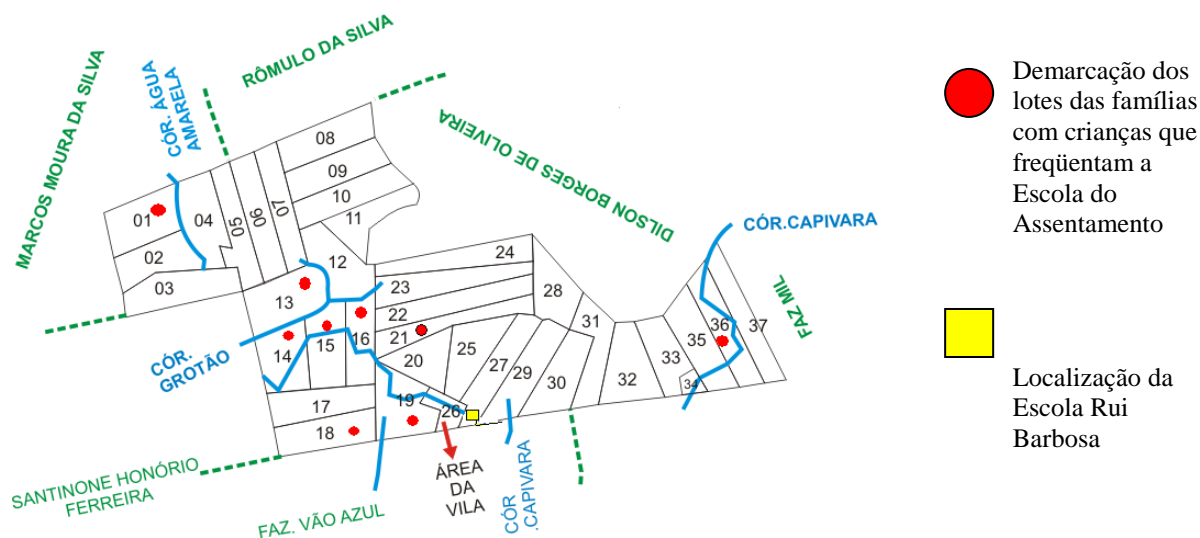 MARCOS MOURA DA SILVA
CÓR. ÁGUA
AMARELA
RÔMULO DA SILVA
DILSON BORGES DE OLIVEIRA
CÓR.CAPIVARA
FAZ MIL
01
02
03
04
05
06
07
08
09
10
11
12
13
14
15
16
17
18
19
20
21
22
23
24
25
26
27
28
29
30
31
32
33
34
35
36
37
CÓR.
GROTÃO
SANTINONE HONÓRIO
FERREIRA
FAZ. VÃO AZUL
ÁREA
DA
VILA
CÓR
.CAPIVARA
Demarcação dos
lotes das famílias
com crianças que
freqüentam a
Escola do
Assentamento
Localização da
Escola Rui
Barbosa